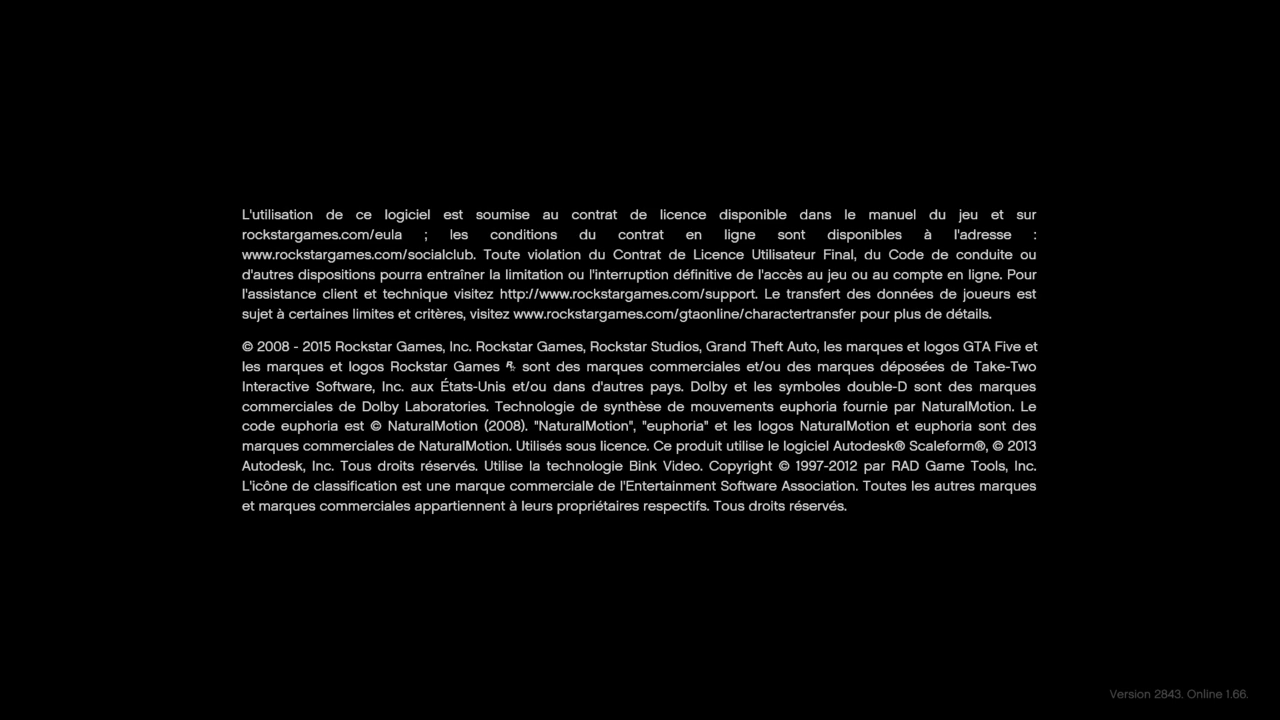 L'utilisation de ce logiciel est soumise au contrat de licence disponible dans le manuel du jeu et sur
rockstargames.com/eula ; les conditions du contrat en ligne sont disponibles à l'adresse :
www.rockstargames.com/socialclub. Toute violation du Contrat de Licence Utilisateur Final, du Code de conduite ou
d'autres dispositions pourra entraîner la limitation ou l'interruption définitive de l'accès au jeu ou au compte en ligne. Pour
l'assistance client et technique visitez http://www.rockstargames.com/support. Le transfert des données de joueurs est
sujet à certaines limites et critères, visitez www.rockstargames.com/gtaonline/charactertransfer pour plus de détails.
© 2008 - 2015 Rockstar Games, Inc. Rockstar Games, Rockstar Studios, Grand Theft Auto, les marques et logos GTA Five et
les marques et logos Rockstar Games R* sont des marques commerciales et/ou des marques déposées de Take-Two
Interactive Software, Inc. aux États-Unis et/ou dans d'autres pays. Dolby et les symboles double-D sont des marques
commerciales de Dolby Laboratories. Technologie de synthèse de mouvements euphoria fournie par NaturalMotion. Le
code euphoria est © NaturalMotion (2008). "NaturalMotion", "euphoria" et les logos NaturalMotion et euphoria sont des
marques commerciales de NaturalMotion. Utilisés sous licence. Ce produit utilise le logiciel Autodesk® Scaleform®, © 2013
Autodesk, Inc. Tous droits réservés. Utilise la technologie Bink Video. Copyright © 1997-2012 par RAD Game Tools, Inc.
L'icône de classification est une marque commerciale de l'Entertainment Software Association. Toutes les autres marques
et marques commerciales appartiennent à leurs propriétaires respectifs. Tous droits réservés.
Version 2843. Online 1.66.